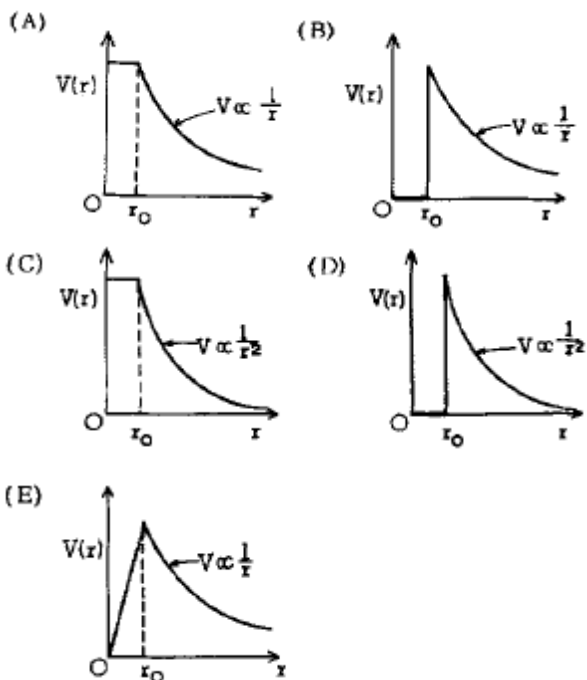 (A)
V(r)
V ∝ 1/r
O
r₀
r
(B)
V(r)
V ∝ 1/r
O
r₀
r
(C)
V(r)
V ∝ 1/r²
O
r₀
r
(D)
V(r)
V ∝ 1/r²
O
r₀
r
(E)
V(r)
V ∝ 1/r
O
r₀
r